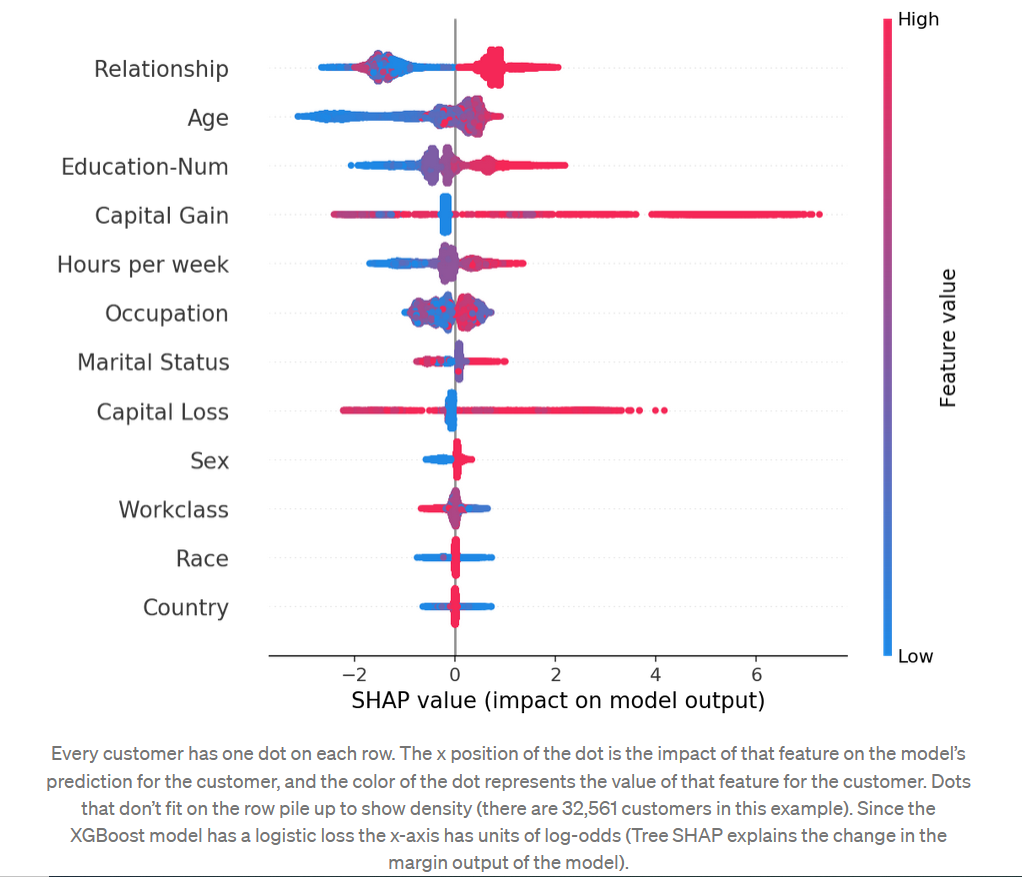 High
Relationship
Age
Education-Num
Capital Gain
Hours per week
Occupation
Marital Status
Capital Loss
Sex
Workclass
Race
Country
Feature value
Low
−2 0 2 4 6
SHAP value (impact on model output)
Every customer has one dot on each row. The x position of the dot is the impact of that feature on the model’s
prediction for the customer, and the color of the dot represents the value of that feature for the customer. Dots
that don’t fit on the row pile up to show density (there are 32,561 customers in this example). Since the
XGBoost model has a logistic loss the x-axis has units of log-odds (Tree SHAP explains the change in the
margin output of the model).